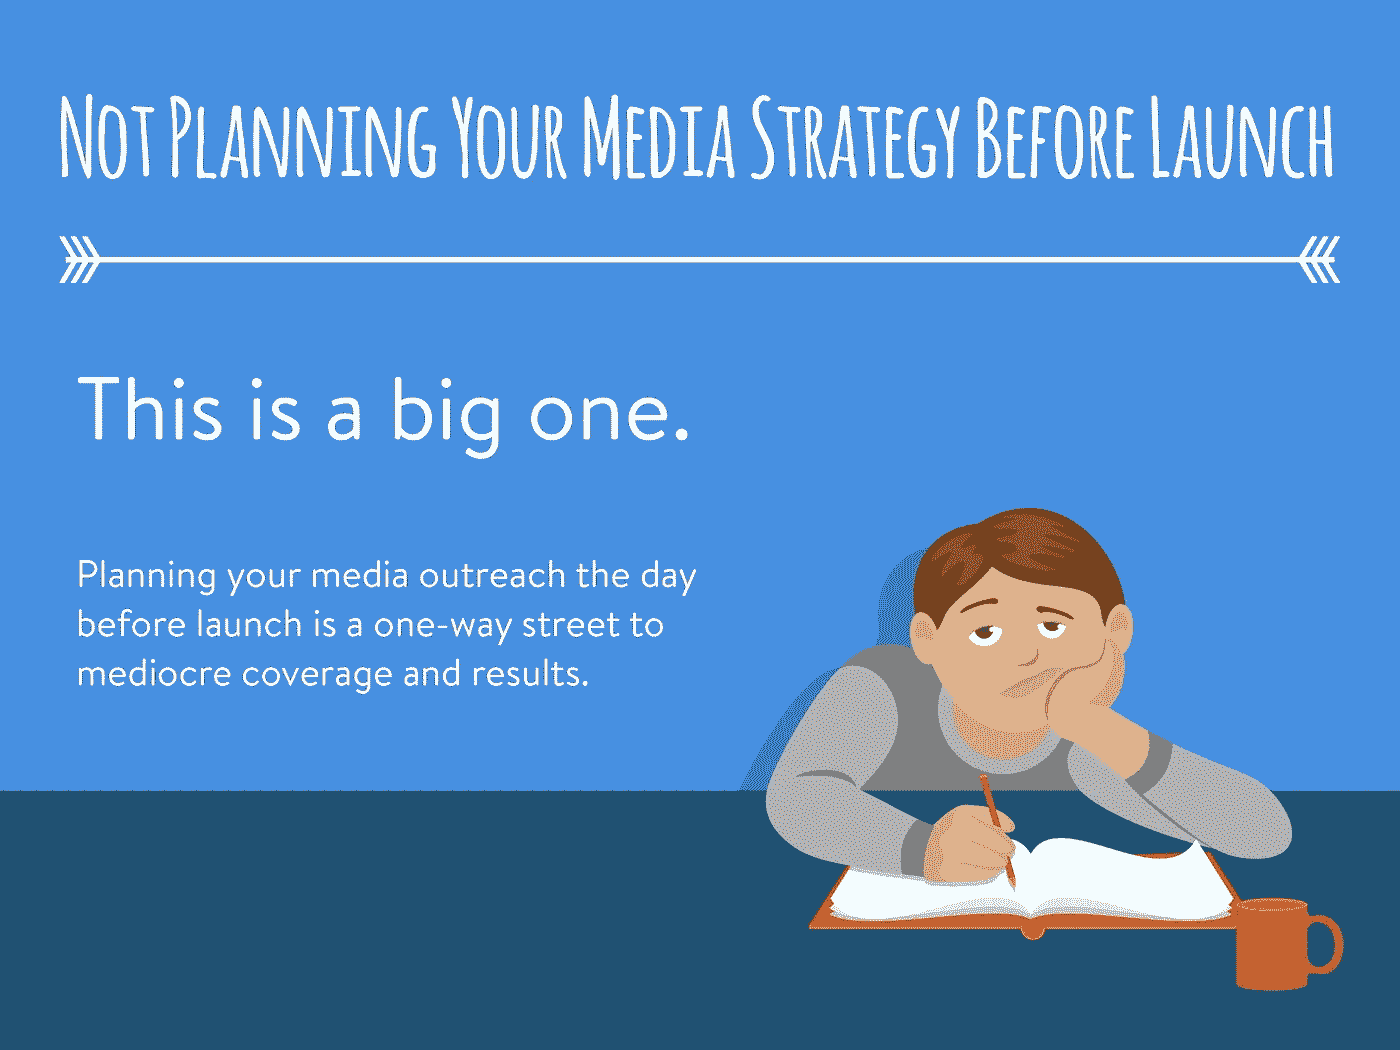 Not Planning Your Media Strategy Before Launch
This is a big one.
Planning your media outreach the day
before launch is a one-way street to
mediocre coverage and results.